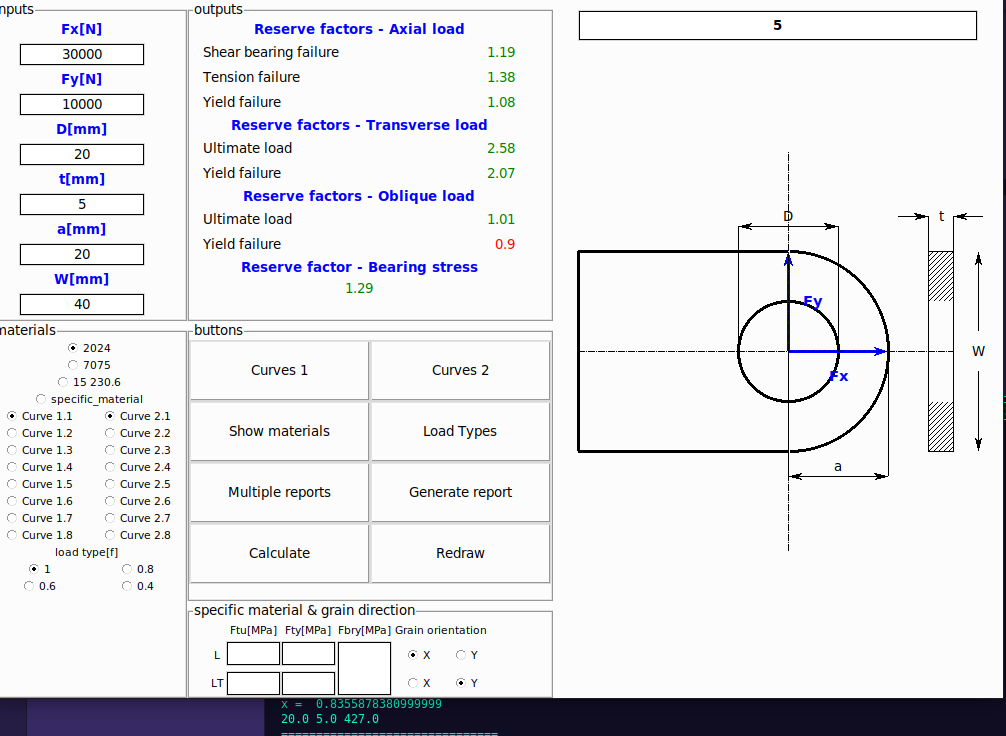 nputs
Fx[N]
30000
Fy[N]
10000
D[mm]
20
t[mm]
5
a[mm]
20
W[mm]
40
outputs
Reserve factors - Axial load
Shear bearing failure 1.19
Tension failure 1.38
Yield failure 1.08
Reserve factors - Transverse load
Ultimate load 2.58
Yield failure 2.07
Reserve factors - Oblique load
Ultimate load 1.01
Yield failure 0.9
Reserve factor - Bearing stress
1.29
5
D
t
Fy
W
Fx
a
materials
2024
7075
15 230.6
specific_material
Curve 1.1 Curve 2.1
Curve 1.2 Curve 2.2
Curve 1.3 Curve 2.3
Curve 1.4 Curve 2.4
Curve 1.5 Curve 2.5
Curve 1.6 Curve 2.6
Curve 1.7 Curve 2.7
Curve 1.8 Curve 2.8
load type[f]
1 0.8
0.6 0.4
buttons
Curves 1 Curves 2
Show materials Load Types
Multiple reports Generate report
Calculate Redraw
specific material & grain direction
Ftu[MPa] Fty[MPa] Fbry[MPa] Grain orientation
L X Y
LT X Y
x = 0.8355878380999999
20.0 5.0 427.0
==============================